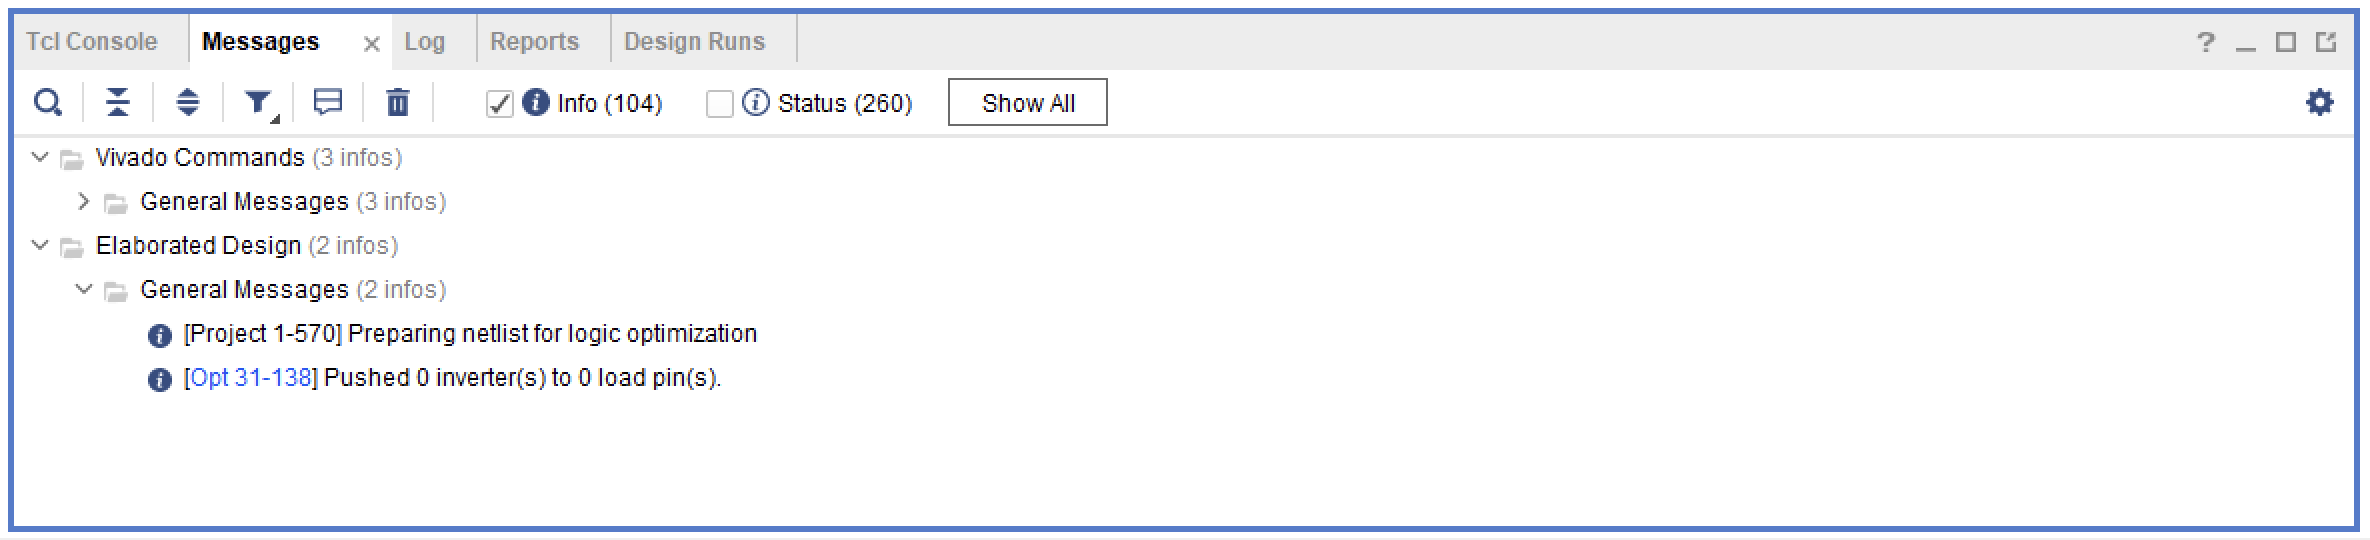 Tcl Console Messages × Log Reports Design Runs ?
Info (104) Status (260) Show All
Vivado Commands (3 infos)
General Messages (3 infos)
Elaborated Design (2 infos)
General Messages (2 infos)
[Project 1-570] Preparing netlist for logic optimization
[Opt 31-138] Pushed 0 inverter(s) to 0 load pin(s).